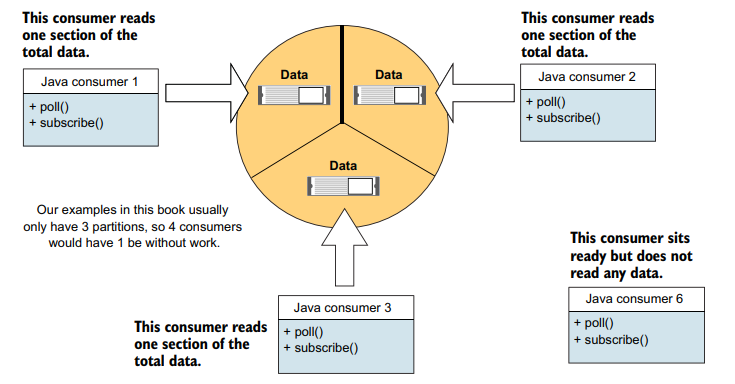 This consumer reads
one section of the
total data.
Java consumer 1
+ poll()
+ subscribe()
Data
Data
Data
This consumer reads
one section of the
total data.
Java consumer 2
+ poll()
+ subscribe()
Our examples in this book usually
only have 3 partitions, so 4 consumers
would have 1 be without work.
This consumer reads
one section of the
total data.
Java consumer 3
+ poll()
+ subscribe()
This consumer sits
ready but does not
read any data.
Java consumer 6
+ poll()
+ subscribe()